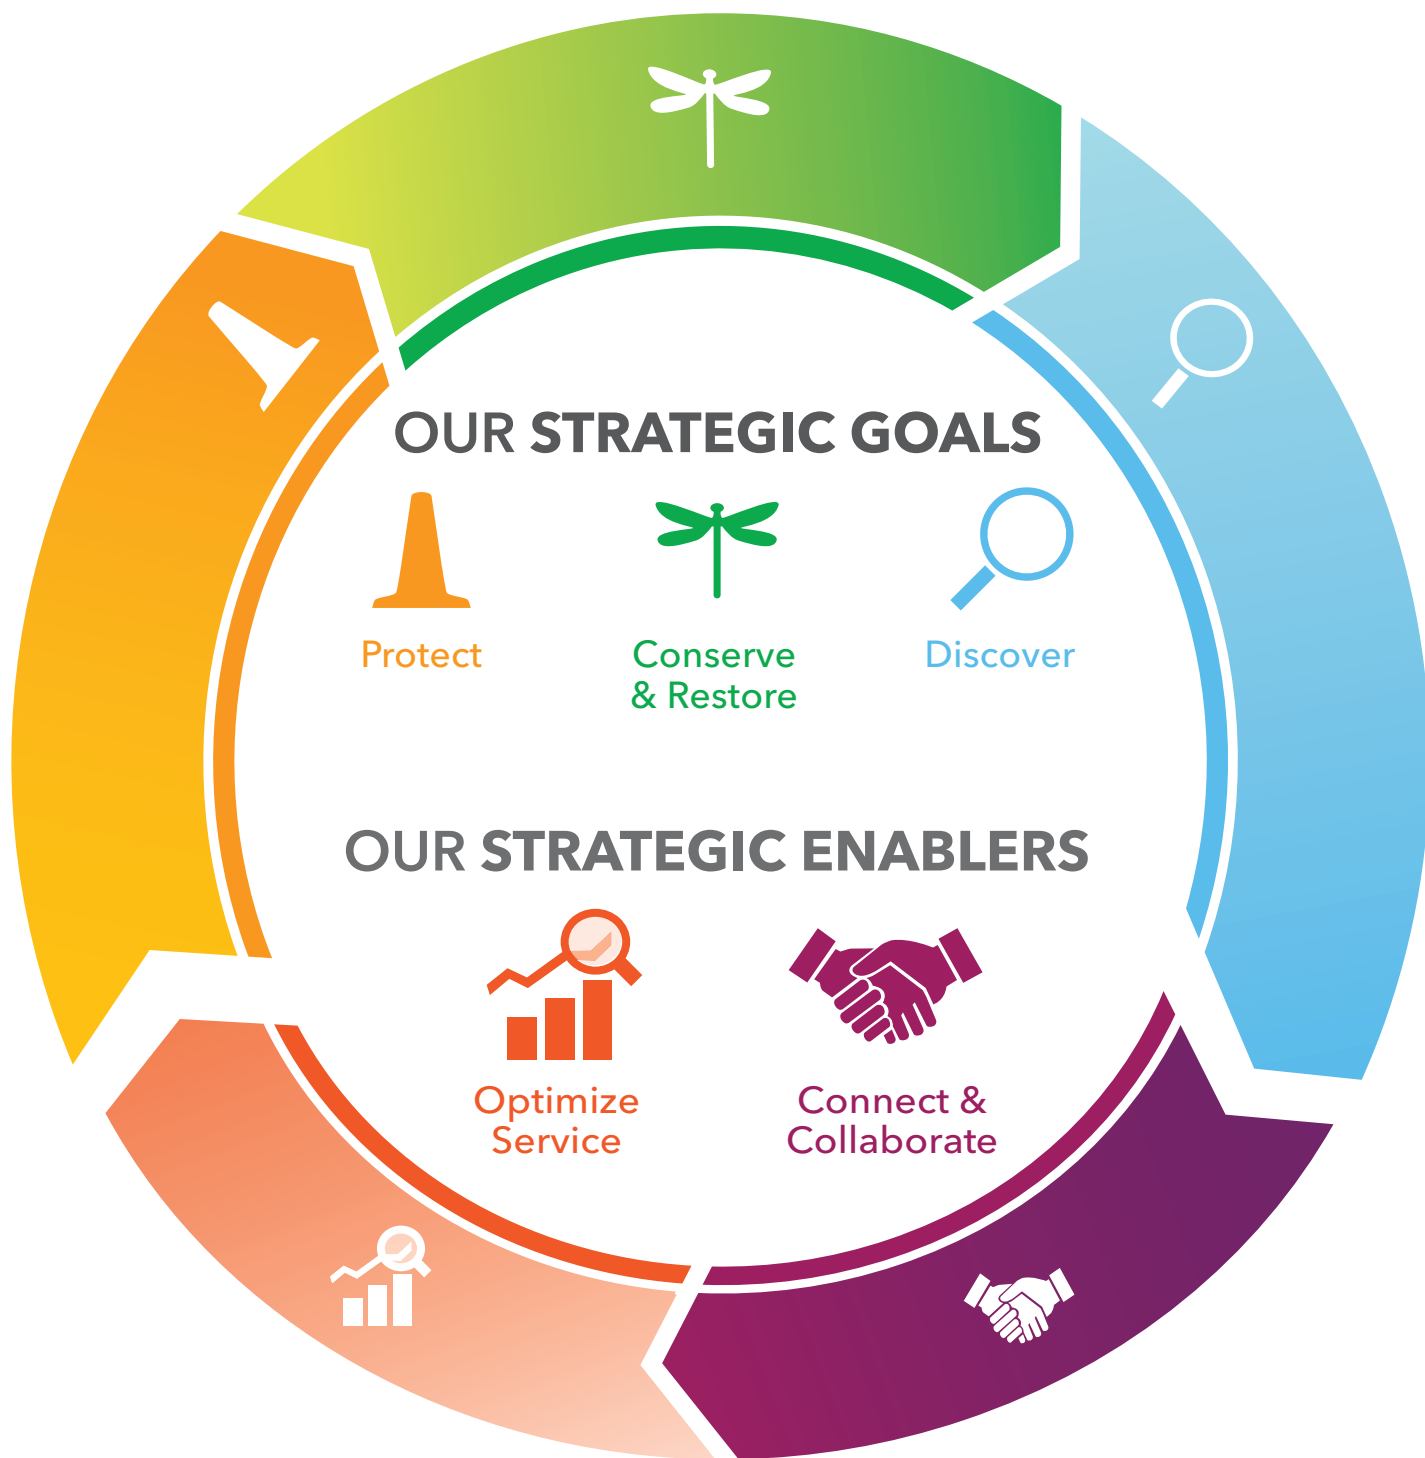 OUR STRATEGIC GOALS
Protect
Conserve
& Restore
Discover
OUR STRATEGIC ENABLERS
Optimize
Service
Connect &
Collaborate